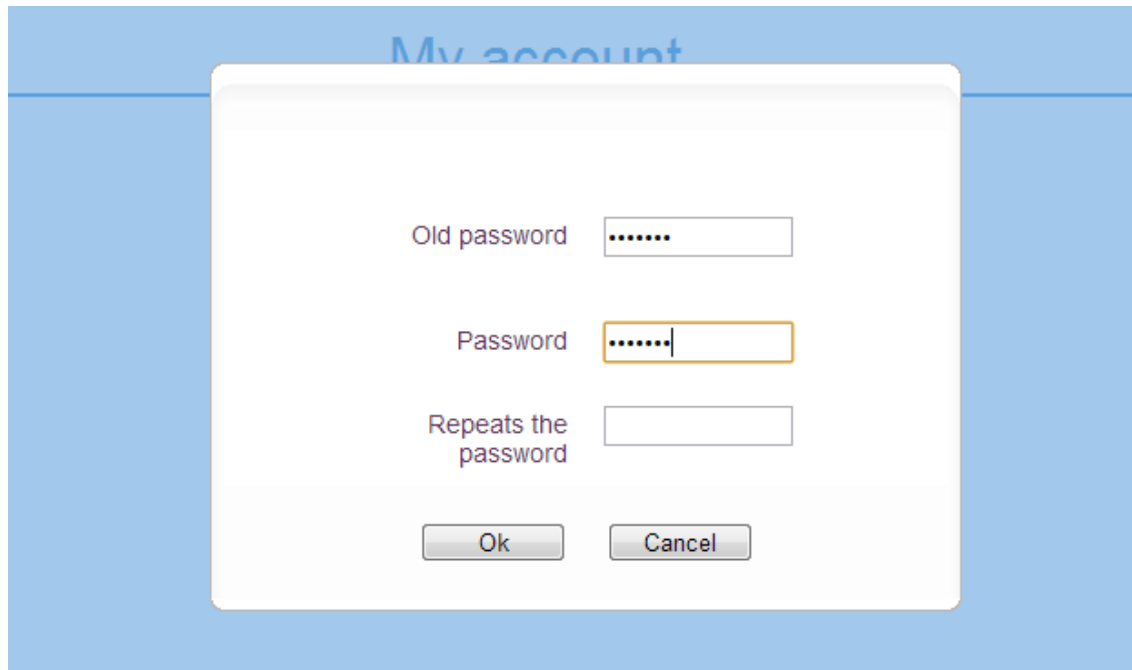 My account
Old password
•••••••
Password
•••••••
Repeats the
password
Ok Cancel